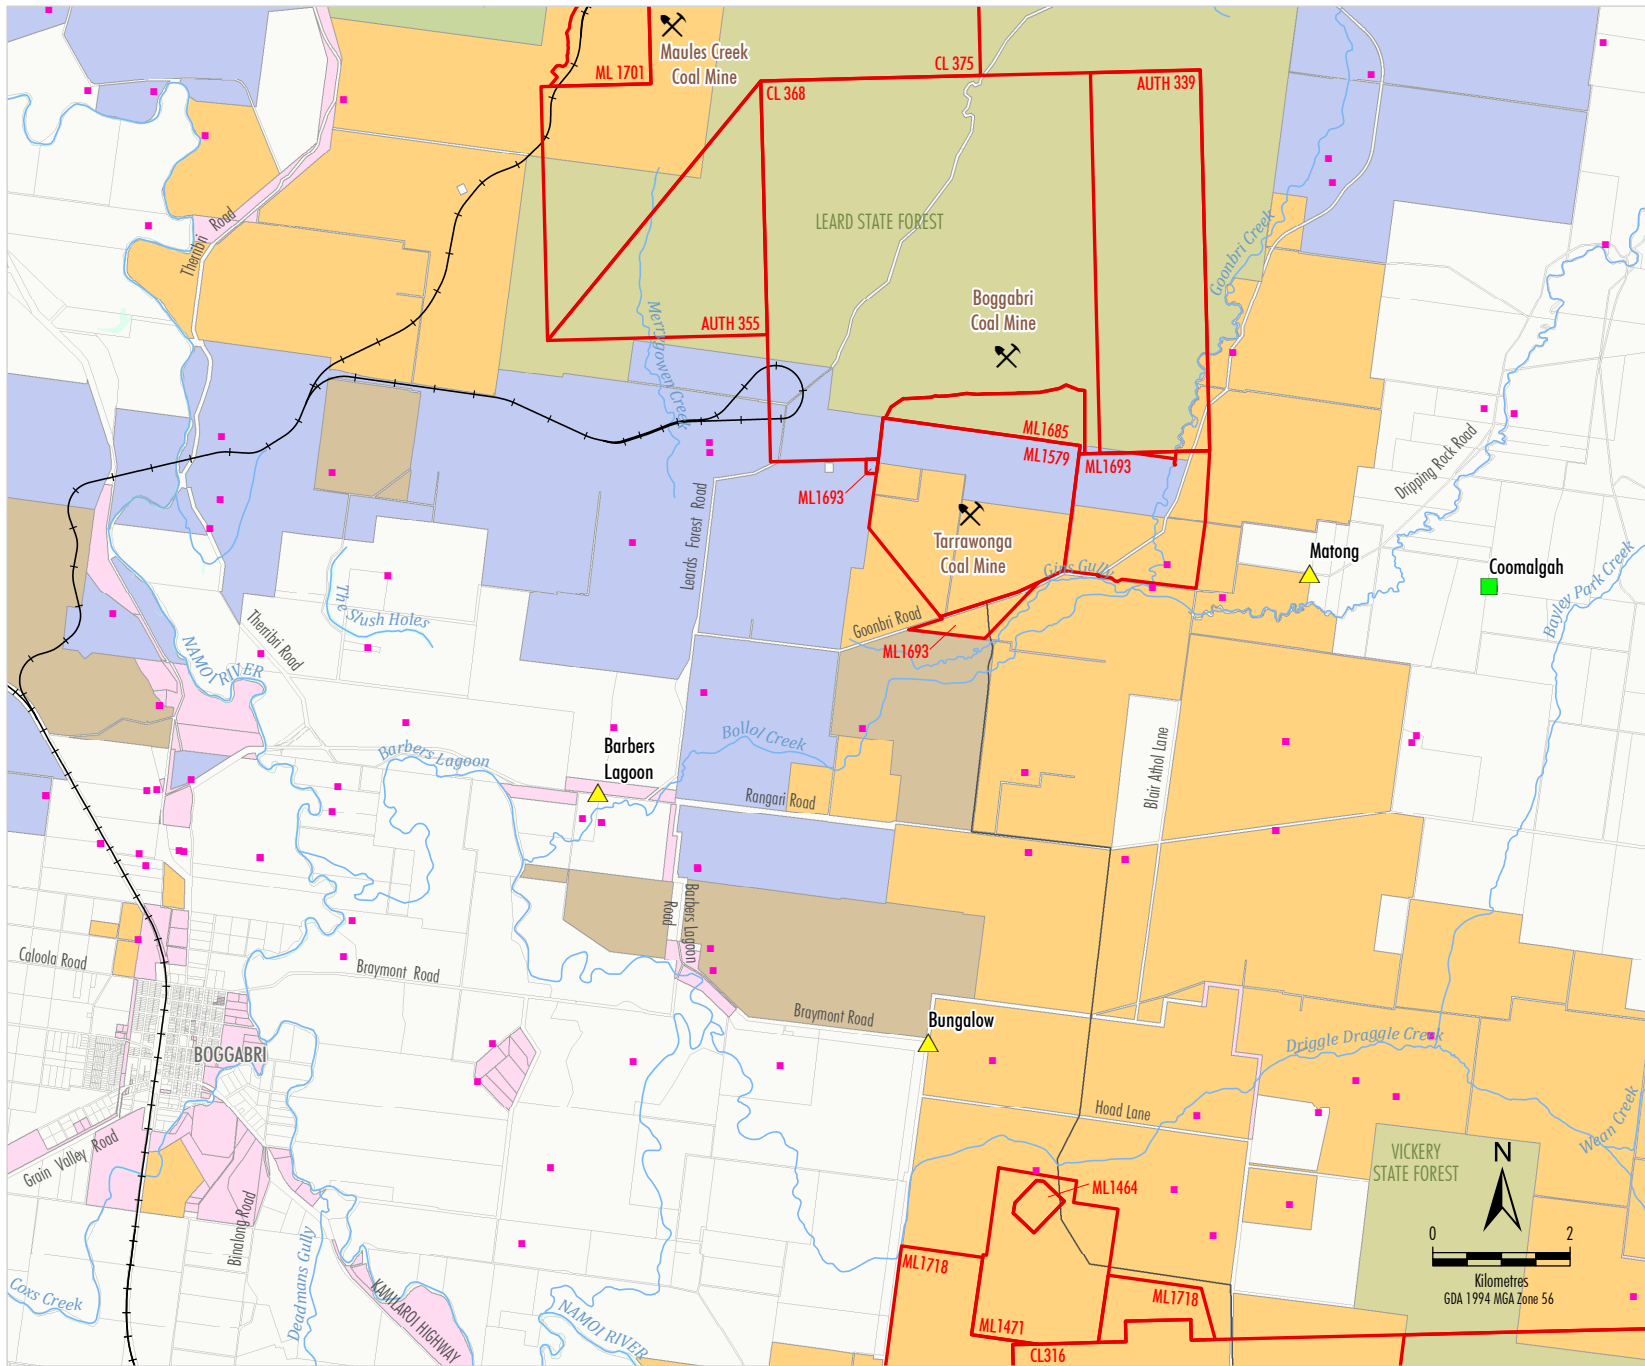 Maules Creek
Coal Mine
ML 1701
CL 375
CL 368
AUTH 339
Therribri Road
LEARD STATE FOREST
Goonbri Creek
Boggabri
Coal Mine
Merrygowen Creek
AUTH 355
ML1685
ML1579
ML1693
ML1693
Dripping Rock Road
Leards Forest Road
Tarrawonga
Coal Mine
Matong
Coomalgah
Gins Gully
Bayley Park Creek
The Slush Holes
Therribri Road
Goonbri Road
ML1693
NAMOI RIVER
Bollol Creek
Barbers Lagoon
Barbers
Lagoon
Blair Athol Lane
Rangari Road
Barbers Lagoon
Road
Caloola Road
Braymont Road
Braymont Road
Bungalow
Driggle Draggle Creek
BOGGABRI
Hoad Lane
Wean Creek
Grain Valley Road
VICKERY
STATE FOREST
N
ML1464
Binalong Road
Deadmans Gully
ML1718
0 2
Kilometres
GDA 1994 MGA Zone 56
Coxs Creek
KAMILAROI HIGHWAY
NAMOI RIVER
ML1718
ML1471
CL316